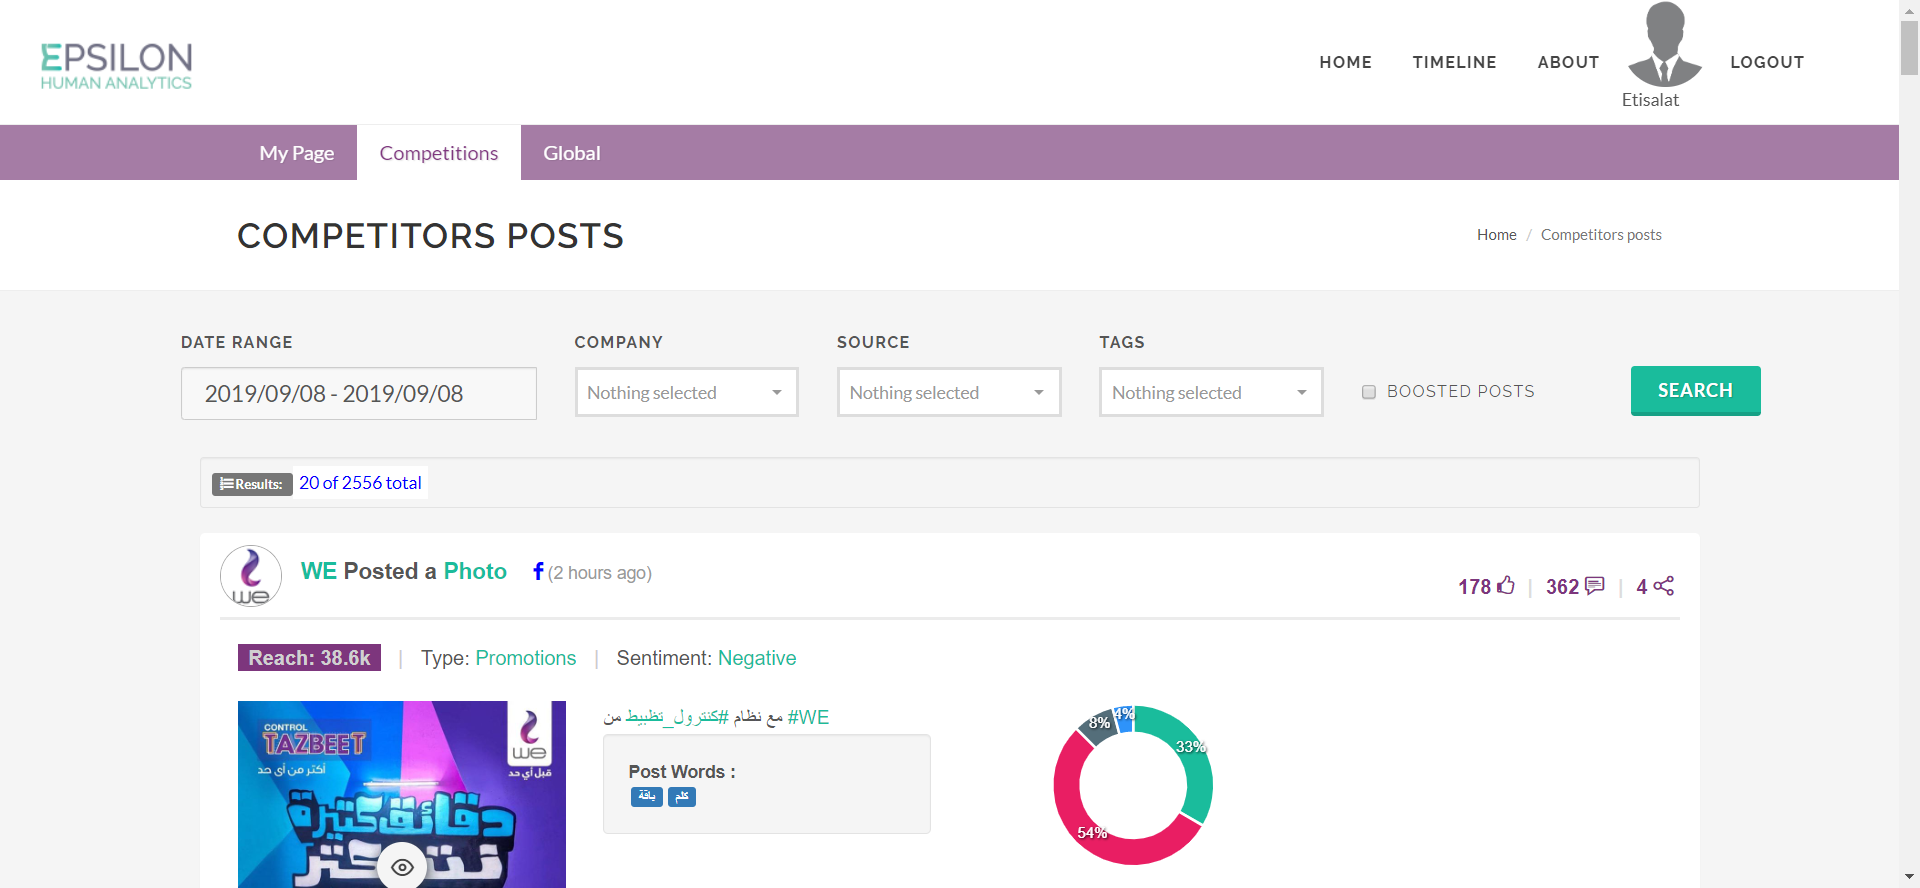 EPSILON
HUMAN ANALYTICS
HOME
TIMELINE
ABOUT
Etisalat
LOGOUT
My Page
Competitions
Global
COMPETITORS POSTS
Home / Competitors posts
DATE RANGE
COMPANY
SOURCE
TAGS
2019/09/08 - 2019/09/08
Nothing selected
Nothing selected
Nothing selected
BOOSTED POSTS
SEARCH
Results: 20 of 2556 total
we
WE Posted a Photo (2 hours ago)
178 | 362 | 4
Reach: 38.6k | Type: Promotions | Sentiment: Negative
CONTROL
TAZBEET
أكتر من أى حد
we
قبل أي حد
دقائق كتيرة
تتكتر
مع نظام #كنترول_تظبيط من #WE
Post Words :
باقة
كلم
4%
8%
33%
54%